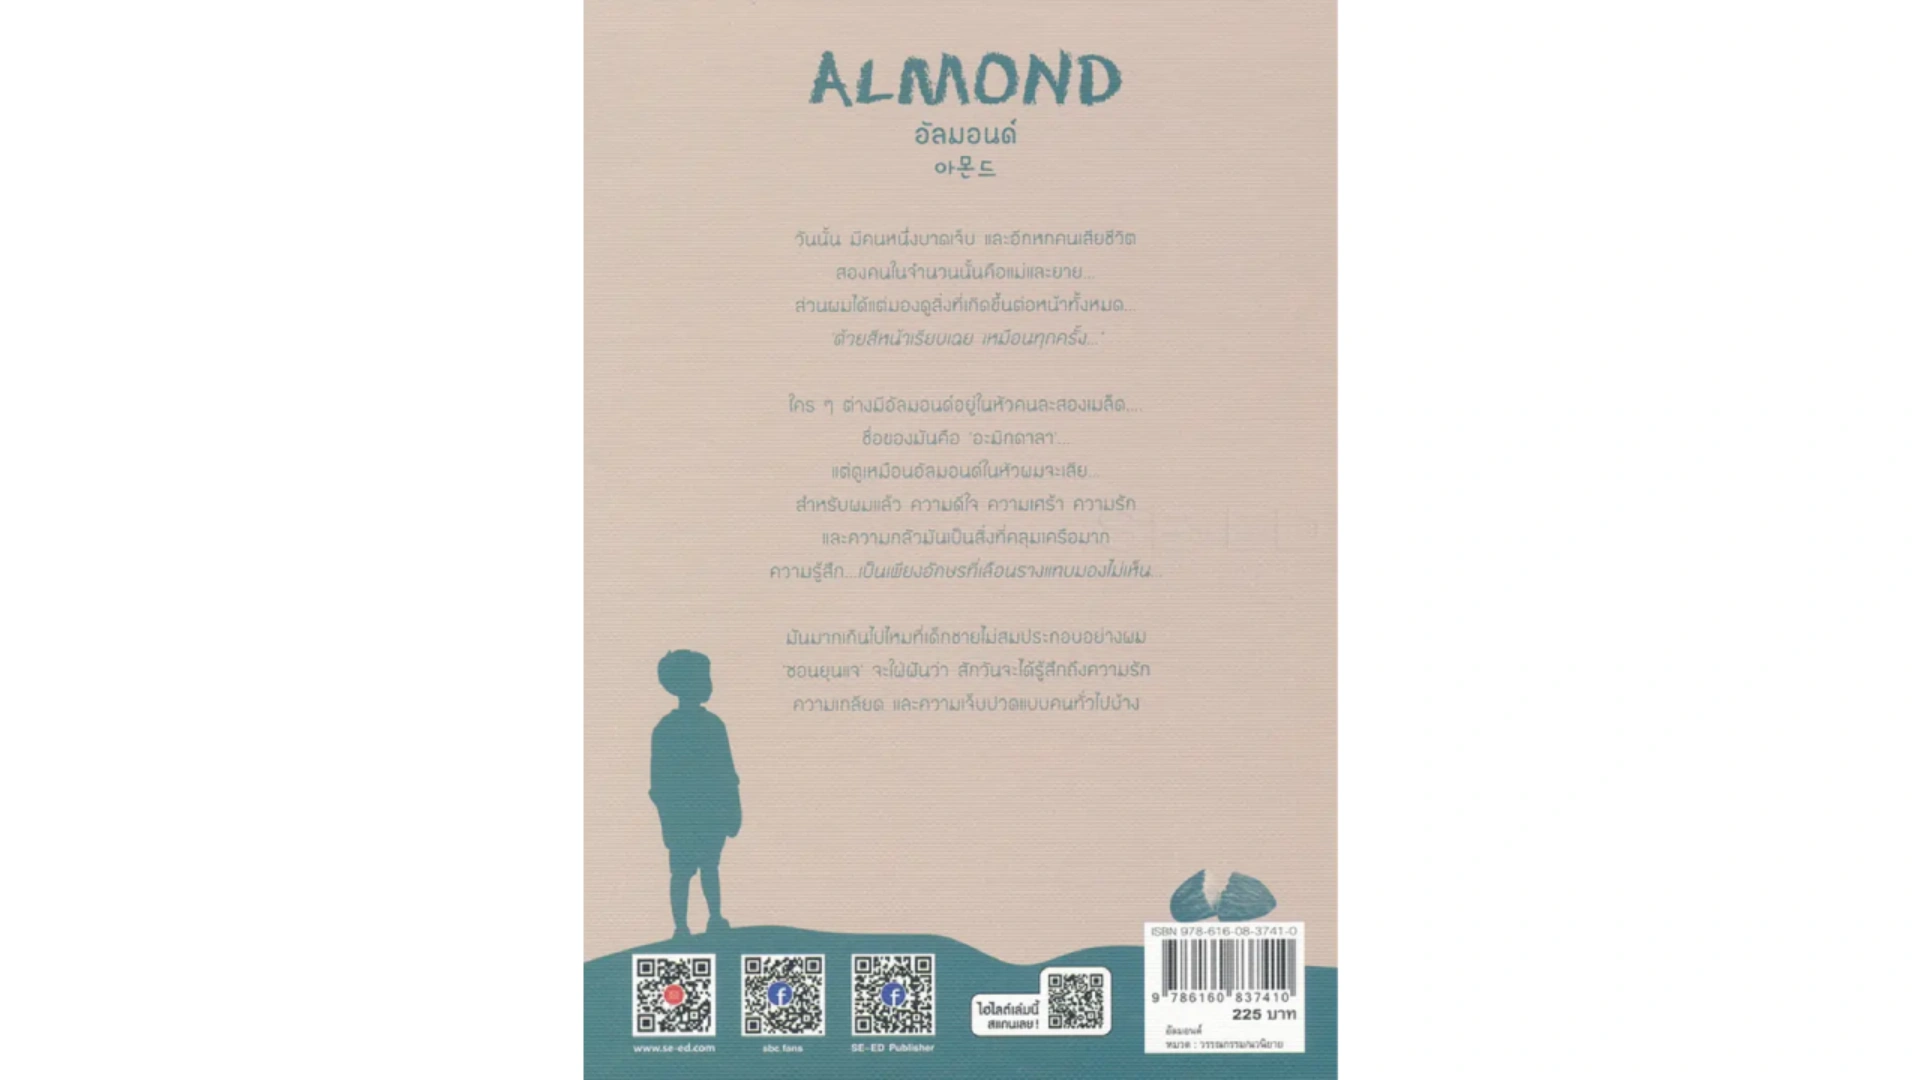 ALMOND
อัลมอนด์
아몬드
วันนั้น มีคนหนึ่งบาดเจ็บ และอีกหกคนเสียชีวิต
สองคนในจำนวนนั้นคือแม่และยาย...
ส่วนผมได้แต่มองดูสิ่งที่เกิดขึ้นต่อหน้าทั้งหมด...
'ด้วยสีหน้าเรียบเฉย เหมือนทุกครั้ง...'
ใคร ๆ ต่างมีอัลมอนด์อยู่ในหัวคนละสองเมล็ด....
ชื่อของมันคือ 'อะมิกดาลา'....
แต่ดูเหมือนอัลมอนด์ในหัวผมจะเสีย...
สำหรับผมแล้ว ความดีใจ ความเศร้า ความรัก
และความกลัวมันเป็นสิ่งที่คลุมเครือมาก
ความรู้สึก...เป็นเพียงอักษรที่เลือนรางแทบมองไม่เห็น...
มันมากเกินไปไหมที่เด็กชายไม่สมประกอบอย่างผม
'ซอนยุนแจ' จะใฝ่ฝันว่า สักวันจะได้รู้สึกถึงความรัก
ความเกลียด และความเจ็บปวดแบบคนทั่วไปบ้าง
SE-ED
ISBN 978-616-08-3741-0
9 786160 837410
225 บาท
อัลมอนด์
หมวด : วรรณกรรม/นวนิยาย
ไฮไลต์เล่มนี้
สแกนเลย!
www.se-ed.com
abc.fans
SE-ED Publisher